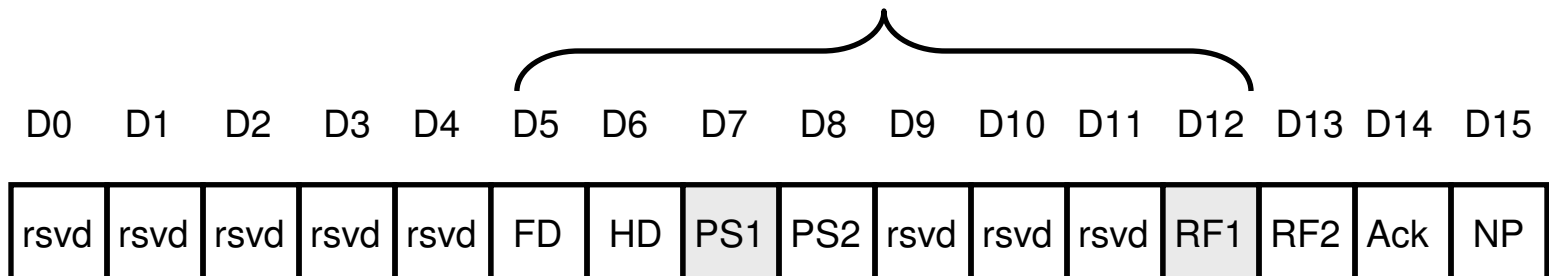 D0 D1 D2 D3 D4 D5 D6 D7 D8 D9 D10 D11 D12 D13 D14 D15
rsvd rsvd rsvd rsvd rsvd FD HD PS1 PS2 rsvd rsvd rsvd RF1 RF2 Ack NP